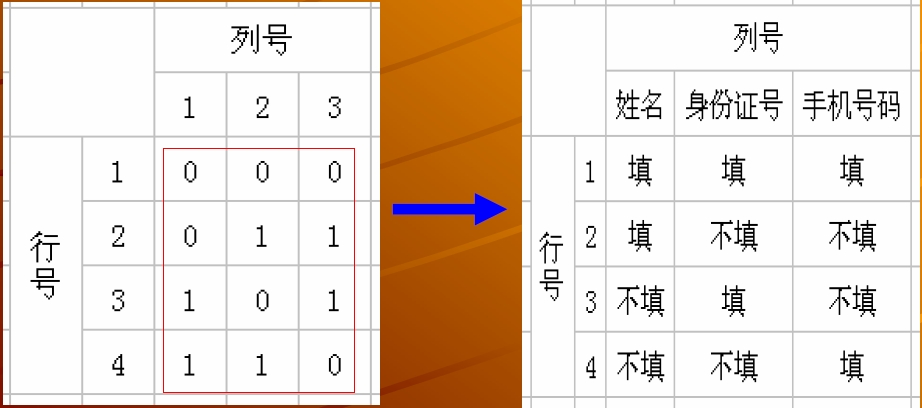 列号
1 2 3
行号
1 0 0 0
2 0 1 1
3 1 0 1
4 1 1 0
列号
姓名 身份证号 手机号码
行号
1 填 填 填
2 填 不填 不填
3 不填 填 不填
4 不填 不填 填